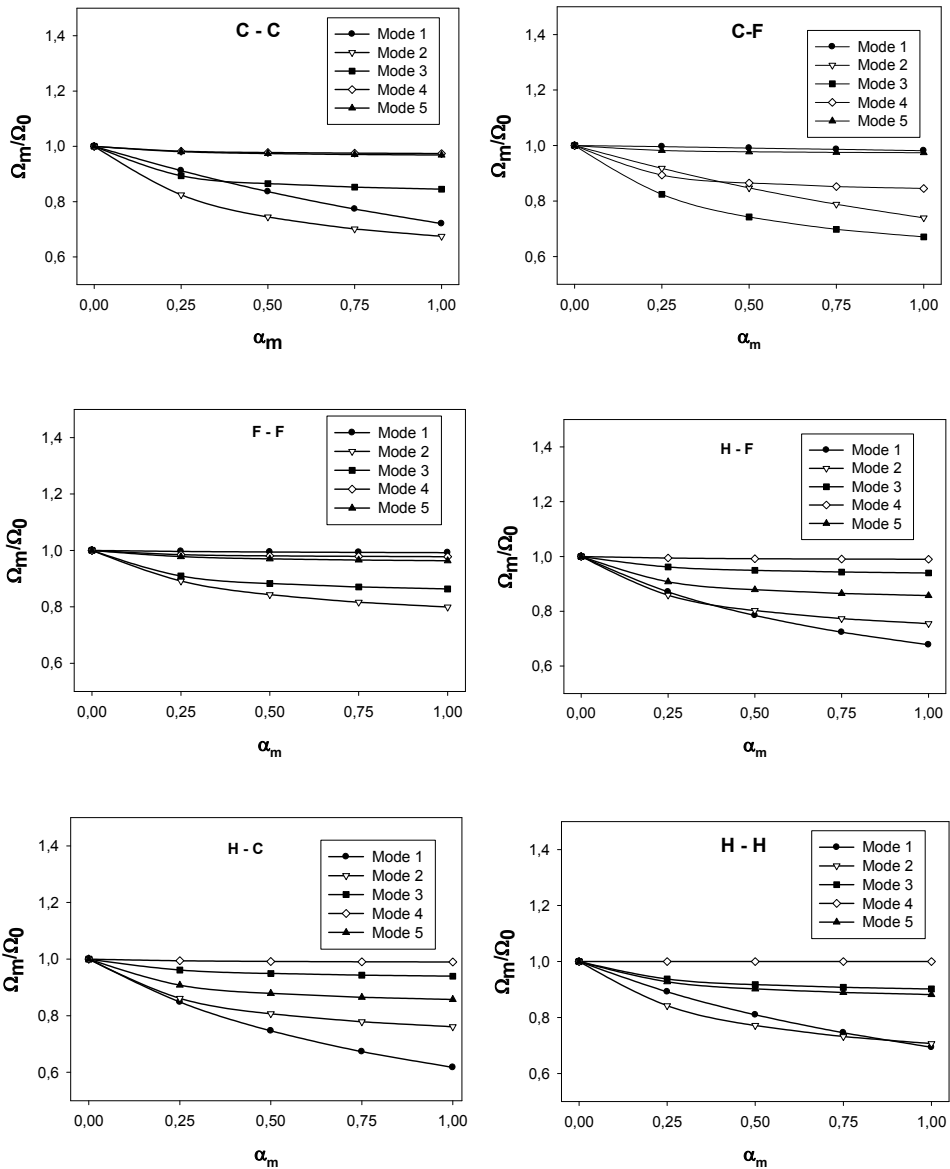 C - C
1,4
1,2
1,0
0,8
0,6
Ωm/Ω0
Mode 1
Mode 2
Mode 3
Mode 4
Mode 5
0,00 0,25 0,50 0,75 1,00
αm
C-F
1,4
1,2
1,0
0,8
0,6
Ωm/Ω0
Mode 1
Mode 2
Mode 3
Mode 4
Mode 5
0,00 0,25 0,50 0,75 1,00
αm
F - F
1,4
1,2
1,0
0,8
0,6
Ωm/Ω0
Mode 1
Mode 2
Mode 3
Mode 4
Mode 5
0,00 0,25 0,50 0,75 1,00
αm
H - F
1,4
1,2
1,0
0,8
0,6
Ωm/Ω0
Mode 1
Mode 2
Mode 3
Mode 4
Mode 5
0,00 0,25 0,50 0,75 1,00
αm
H - C
1,4
1,2
1,0
0,8
0,6
Ωm/Ω0
Mode 1
Mode 2
Mode 3
Mode 4
Mode 5
0,00 0,25 0,50 0,75 1,00
αm
H - H
1,4
1,2
1,0
0,8
0,6
Ωm/Ω0
Mode 1
Mode 2
Mode 3
Mode 4
Mode 5
0,00 0,25 0,50 0,75 1,00
αm